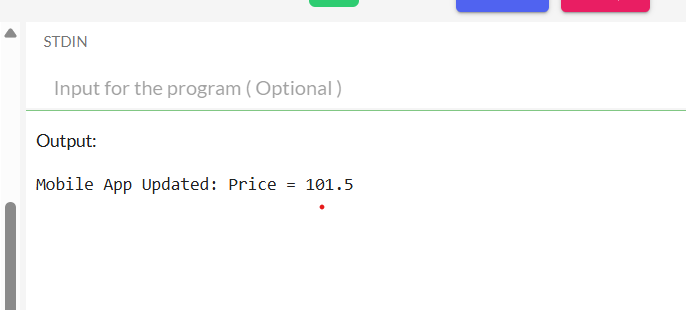 STDIN
Input for the program ( Optional )
Output:
Mobile App Updated: Price = 101.5